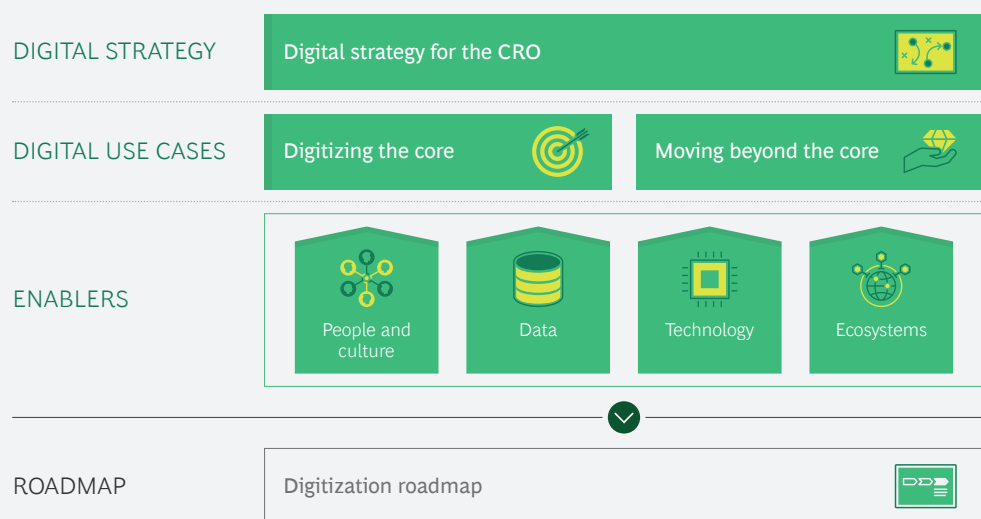 DIGITAL STRATEGY
Digital strategy for the CRO
DIGITAL USE CASES
Digitizing the core
Moving beyond the core
ENABLERS
People and
culture
Data
Technology
Ecosystems
ROADMAP
Digitization roadmap